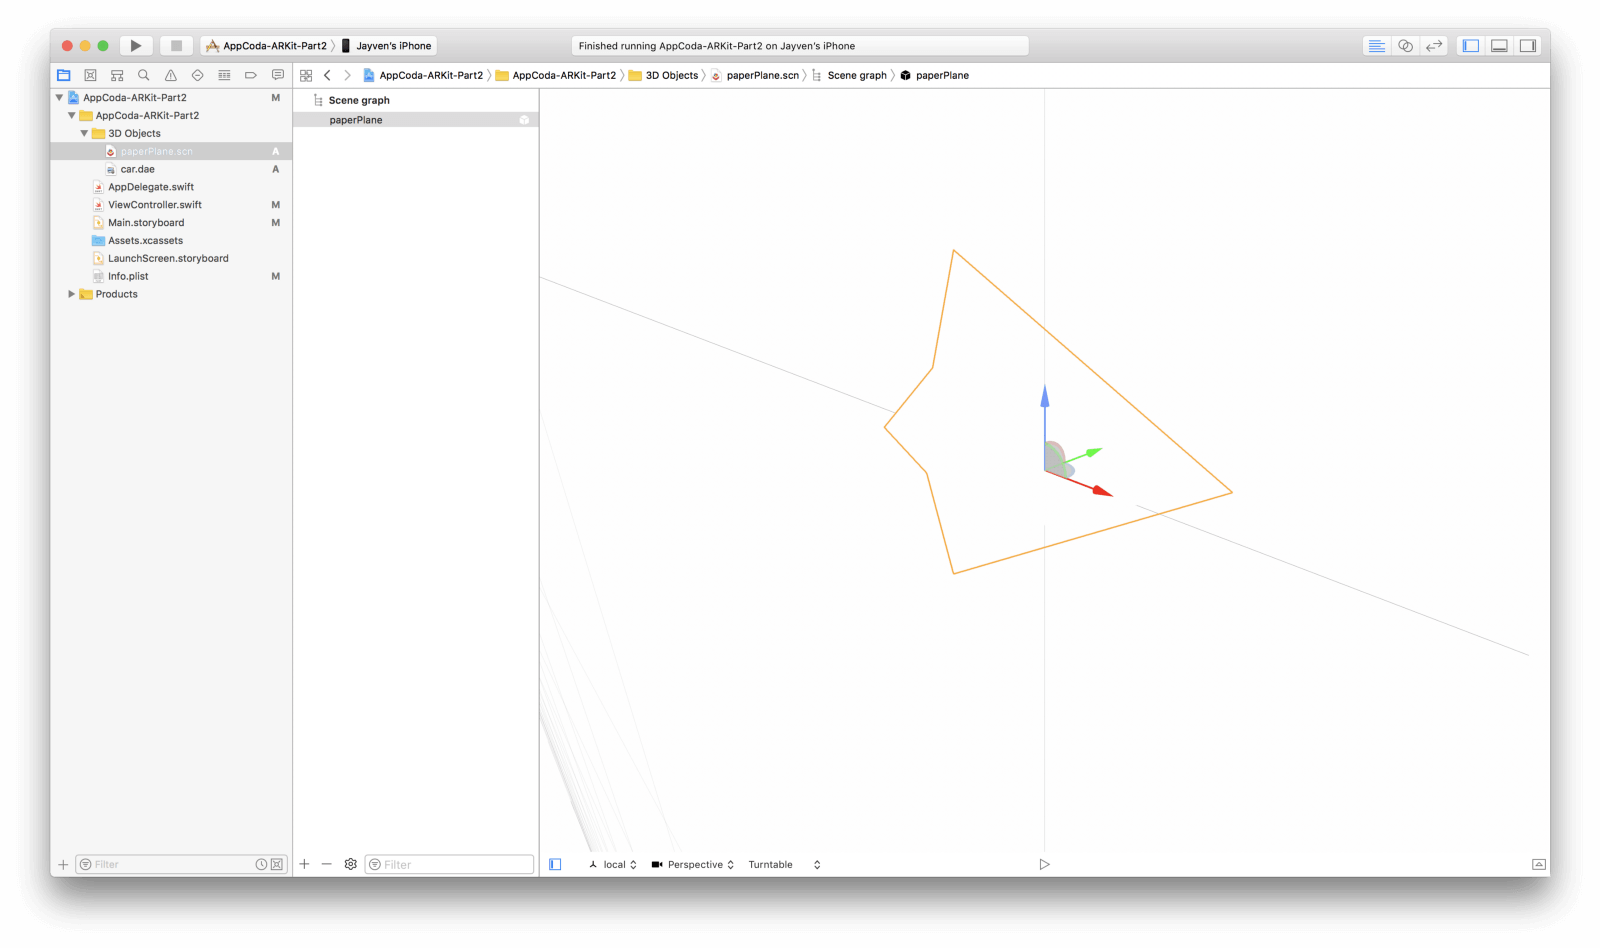 AppCoda-ARKit-Part2 Jayven's iPhone
Finished running AppCoda-ARKit-Part2 on Jayven's iPhone
AppCoda-ARKit-Part2 AppCoda-ARKit-Part2 3D Objects paperPlane.scn Scene graph paperPlane
AppCoda-ARKit-Part2 M
AppCoda-ARKit-Part2
3D Objects
paperPlane.scn A
car.dae A
AppDelegate.swift
ViewController.swift M
Main.storyboard M
Assets.xcassets
LaunchScreen.storyboard
Info.plist M
Products
Scene graph
paperPlane
Filter
Filter
local Perspective Turntable